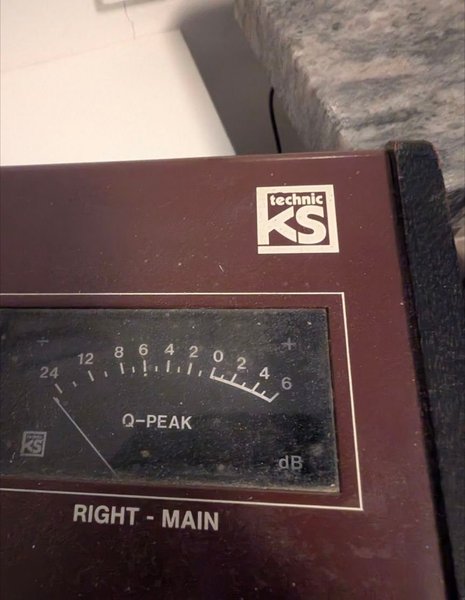 technic
KS
÷ +
24 12 8 6 4 2 0 2 4 6
Q-PEAK
KS
dB
RIGHT - MAIN